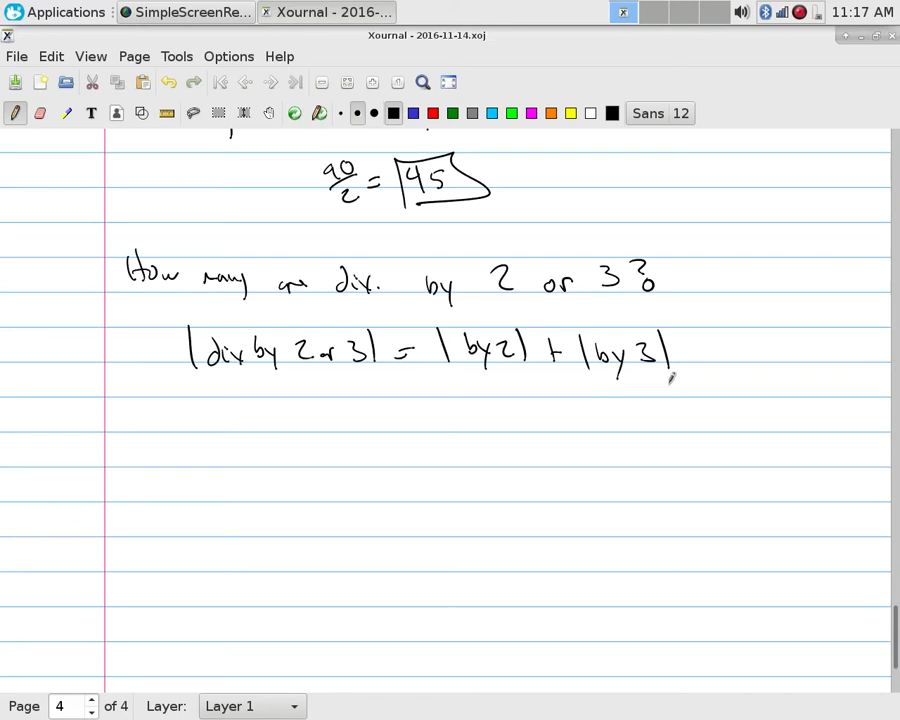 Applications SimpleScreenRe... Xournal - 2016-... 11:17 AM
Xournal - 2016-11-14.xoj
File Edit View Page Tools Options Help
T Sans 12
90/2 = 45
How many are div. by 2 or 3?
|div by 2 or 3| = |by 2| + |by 3|
Page 4 of 4 Layer: Layer 1